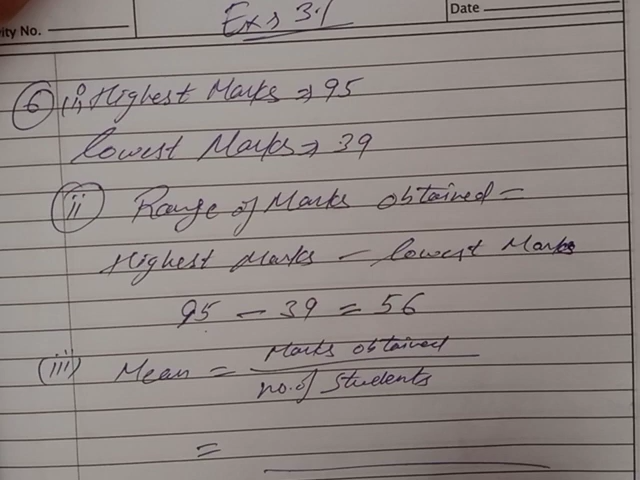 ity No.
Date
Ex 3.1
6 (i) Highest Marks ⇒ 95
lowest Marks ⇒ 39
ii Range of Marks obtained =
Highest Marks - lowest Marks
95 - 39 = 56
(iii) Mean = Marks obtained
no. of students
=